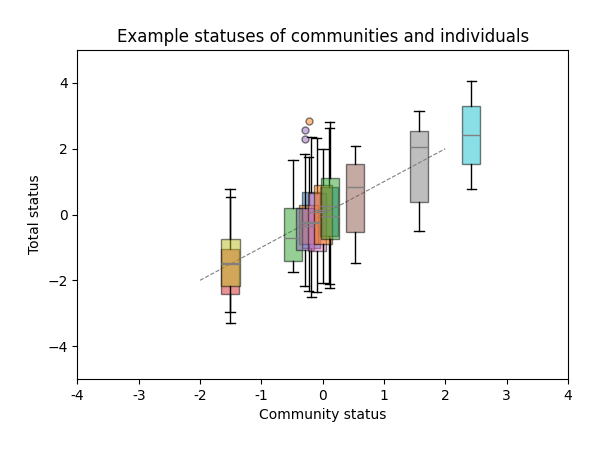 Example statuses of communities and individuals
Total status
4
2
0
−2
−4
-4 -3 -2 -1 0 1 2 3 4
Community status